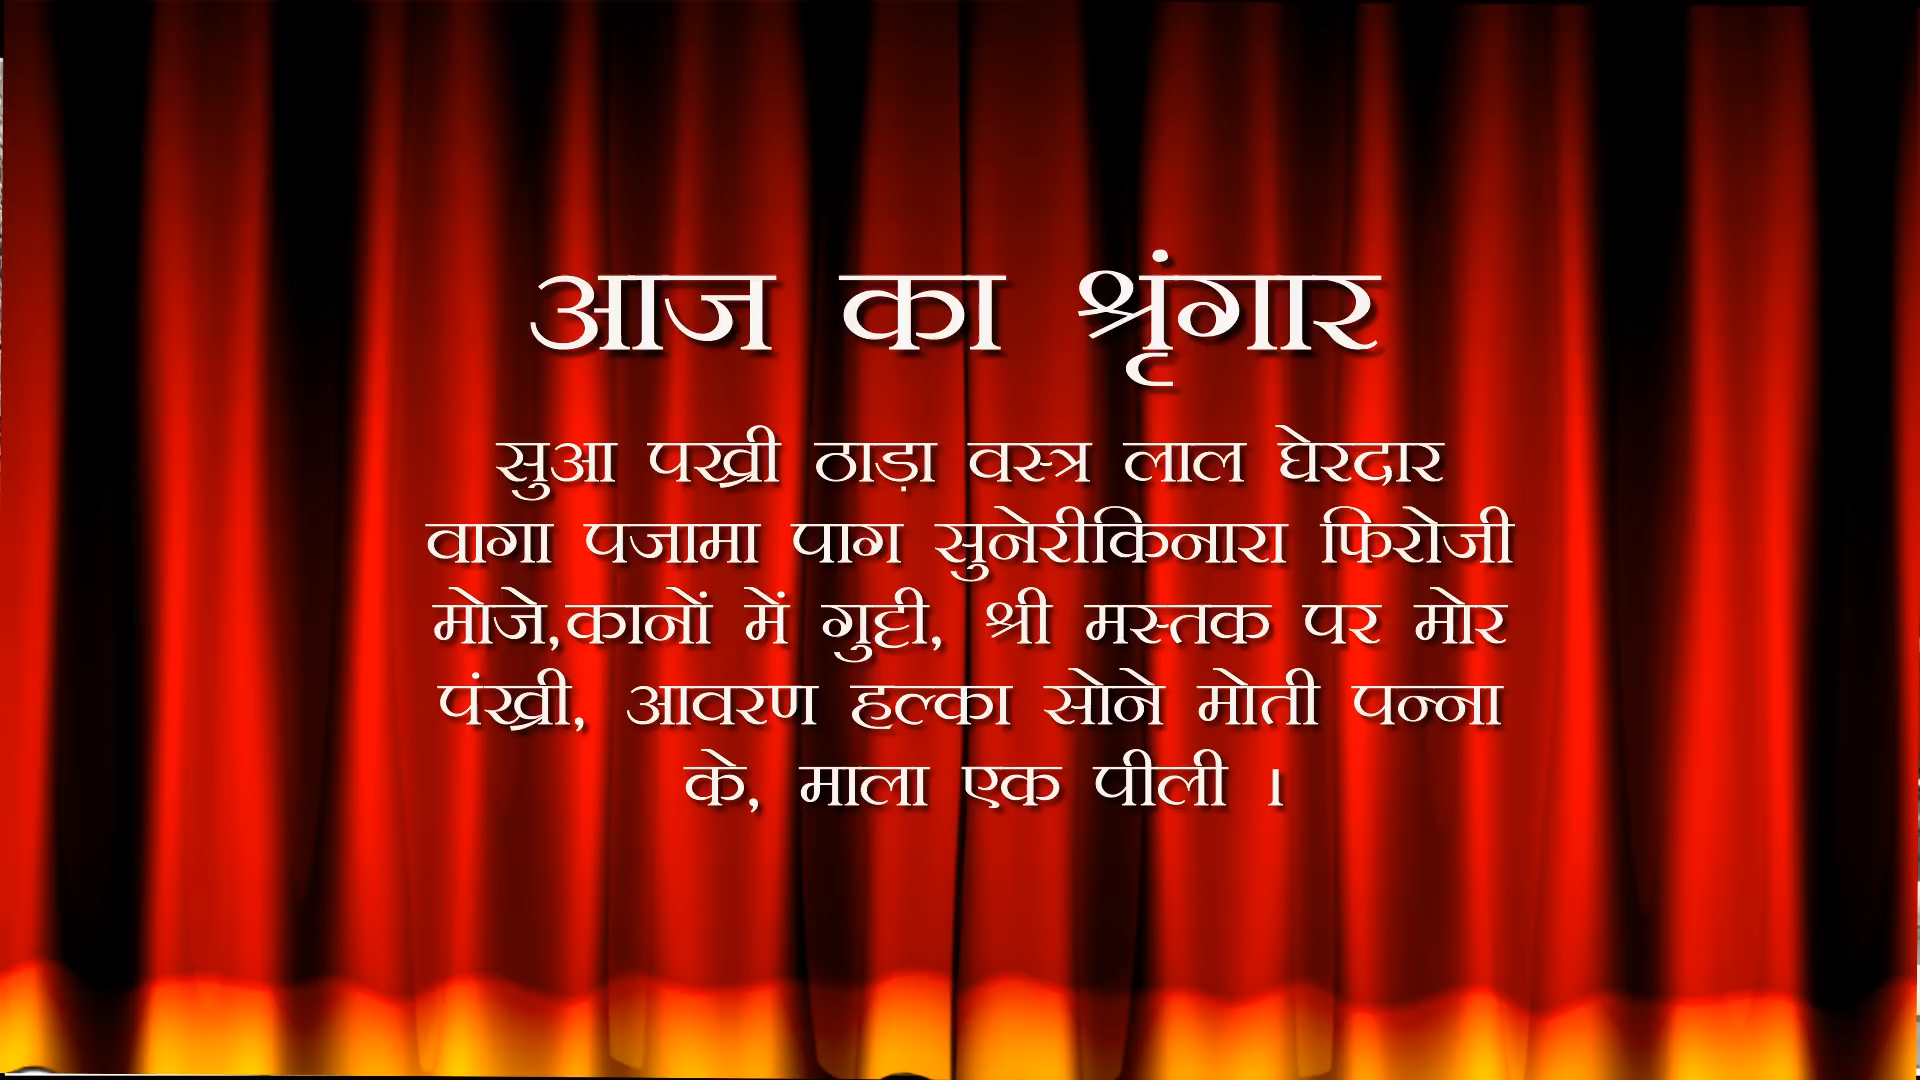 आज का श्रृंगार
सुआ पखी ठाड़ा वस्त्र लाल घेरदार
वागा पजामा पाग सुनेरीकिनारा फिरोजी
मोजे,कानों में गुट्टी, श्री मस्तक पर मोर
पंखी, आवरण हल्का सोने मोती पन्ना
के, माला एक पीली ।